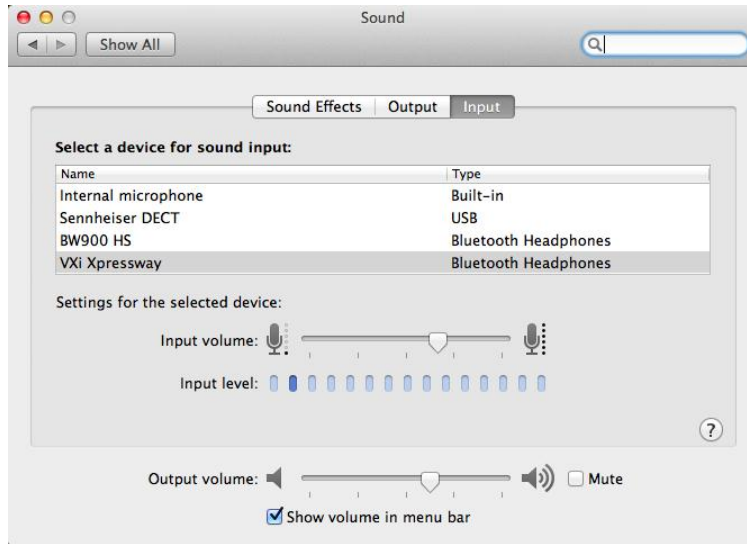 Sound
Show All
Sound Effects Output Input
Select a device for sound input:
Name Type
Internal microphone Built-in
Sennheiser DECT USB
BW900 HS Bluetooth Headphones
VXi Xpressway Bluetooth Headphones
Settings for the selected device:
Input volume:
Input level:
?
Output volume: Mute
Show volume in menu bar